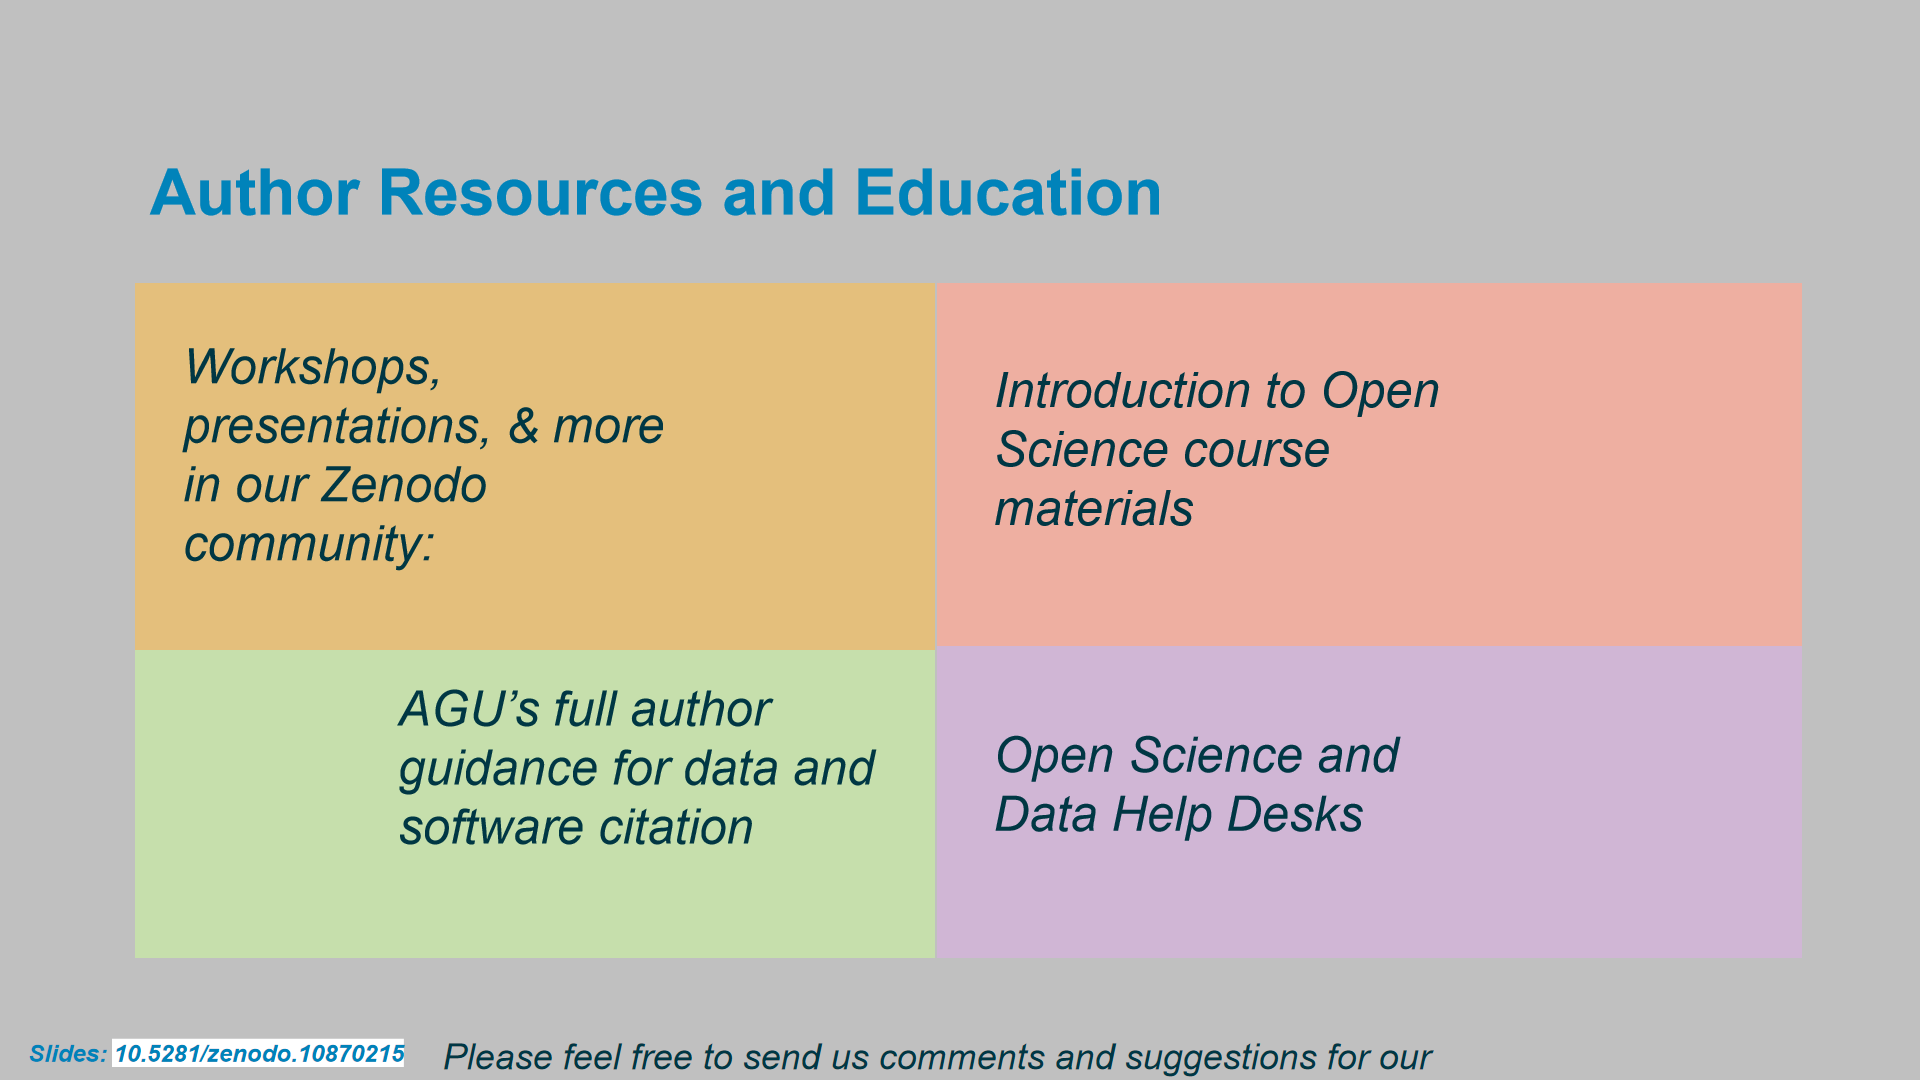 Author Resources and Education
Workshops,
presentations, & more
in our Zenodo
community:
Introduction to Open
Science course
materials
AGU’s full author
guidance for data and
software citation
Open Science and
Data Help Desks
Slides: 10.5281/zenodo.10870215
Please feel free to send us comments and suggestions for our